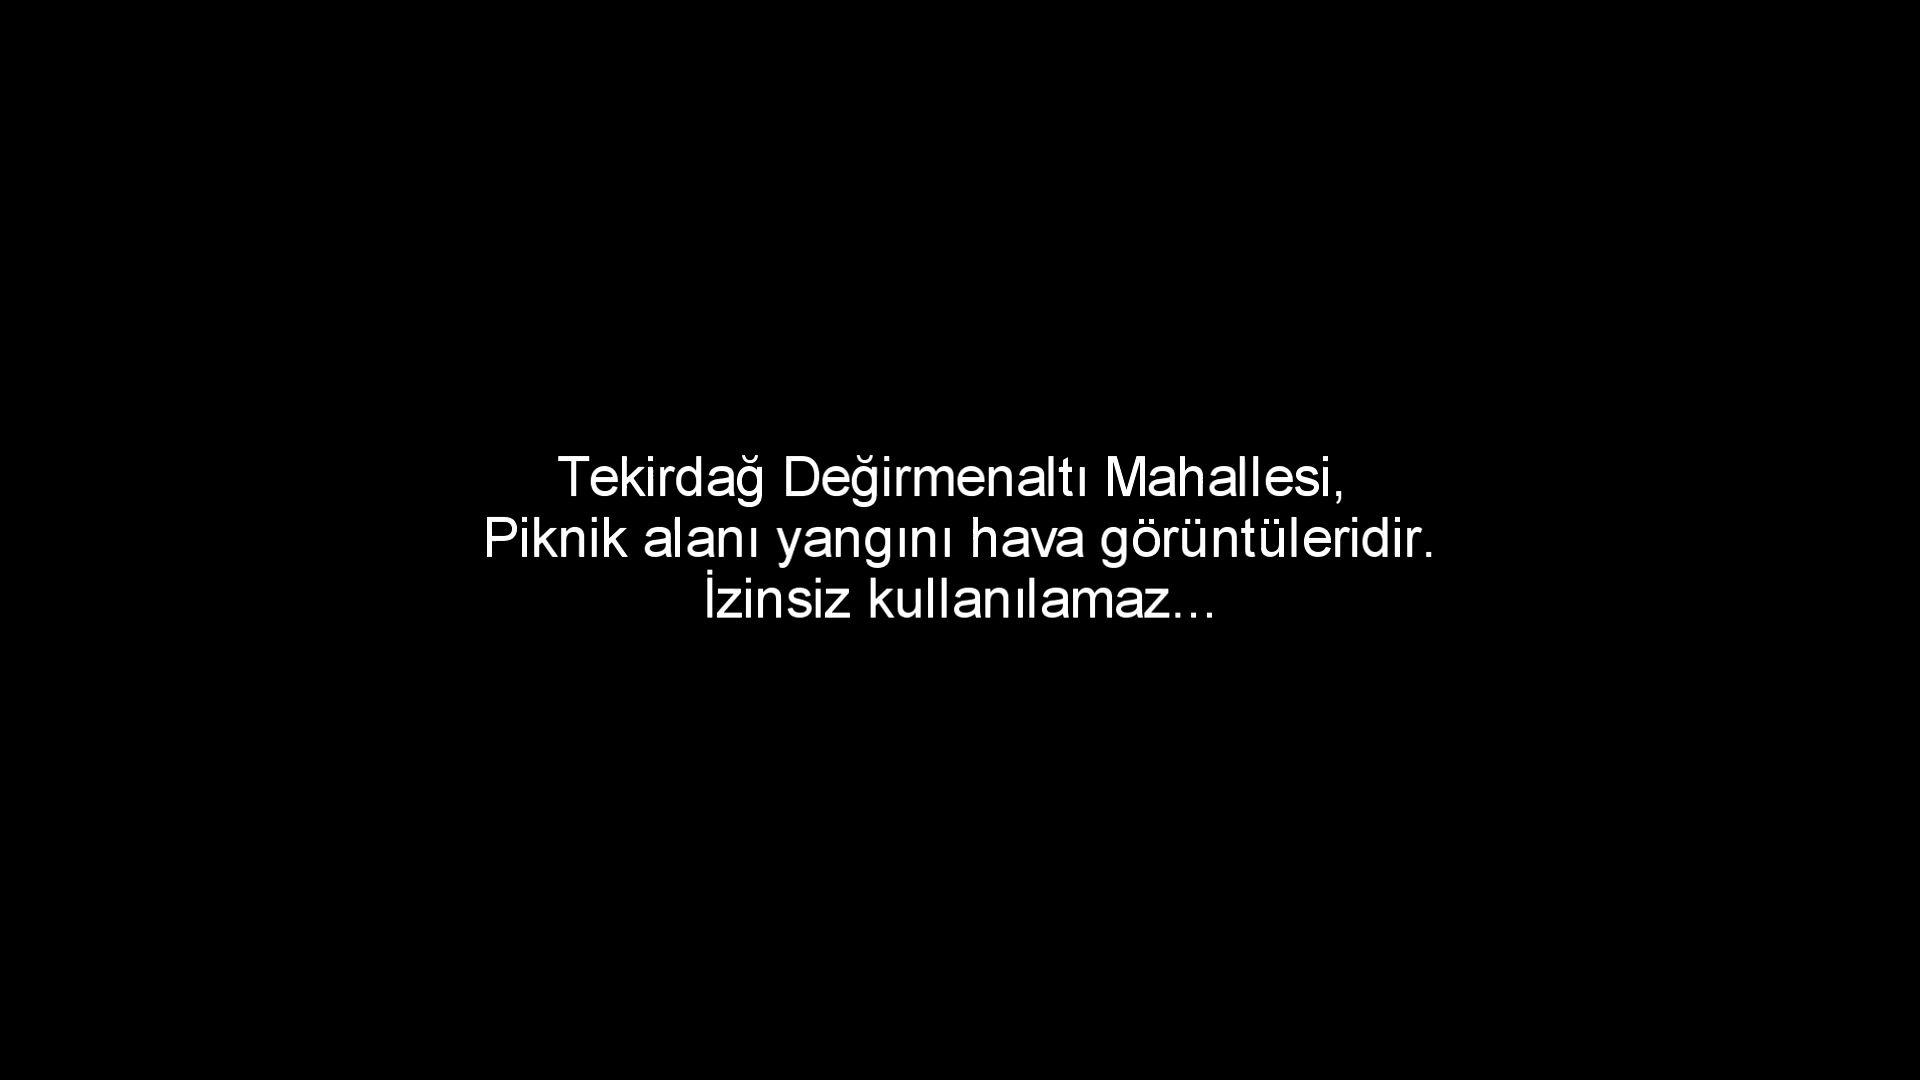 Tekirdağ Değirmenaltı Mahallesi,
Piknik alanı yangını hava görüntüleridir.
İzinsiz kullanılamaz...